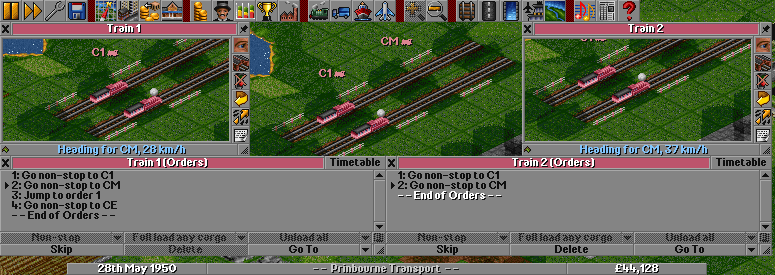 Train 1
Train 2
C1
CM
C1
C1
Heading for CM, 28 km/h
Heading for CM, 37 km/h
Train 1 (Orders)
Timetable
Train 2 (Orders)
Timetable
1: Go non-stop to C1
2: Go non-stop to CM
3: Jump to order 1
4: Go non-stop to CE
- - End of Orders - -
1: Go non-stop to C1
2: Go non-stop to CM
- - End of Orders - -
Non-stop
Full load any cargo
Unload all
Non-stop
Full load any cargo
Unload all
Skip
Delete
Go To
Skip
Delete
Go To
28th May 1950
- - Prinbourne Transport - -
£44,128